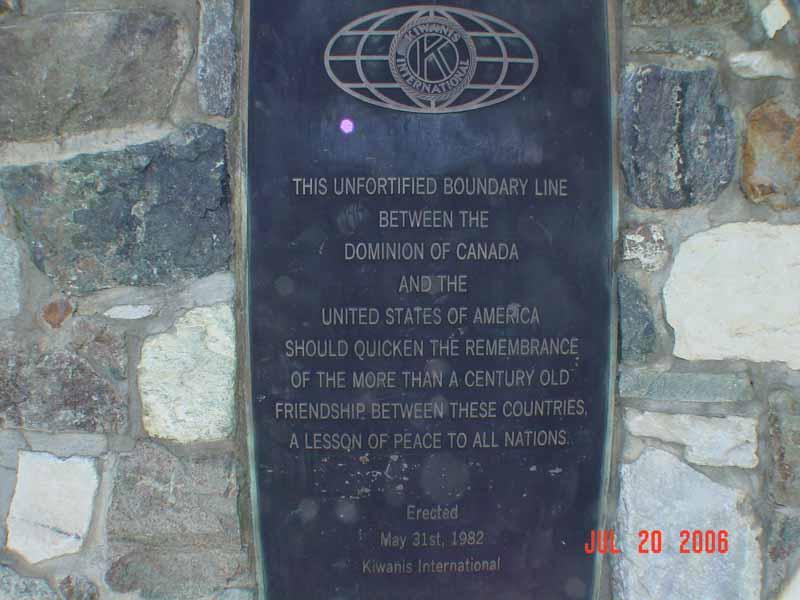 KIWANIS
K
INTERNATIONAL
THIS UNFORTIFIED BOUNDARY LINE
BETWEEN THE
DOMINION OF CANADA
AND THE
UNITED STATES OF AMERICA
SHOULD QUICKEN THE REMEMBRANCE
OF THE MORE THAN A CENTURY OLD
FRIENDSHIP BETWEEN THESE COUNTRIES,
A LESSON OF PEACE TO ALL NATIONS.
Erected
May 31st, 1982
Kiwanis International
JUL 20 2006